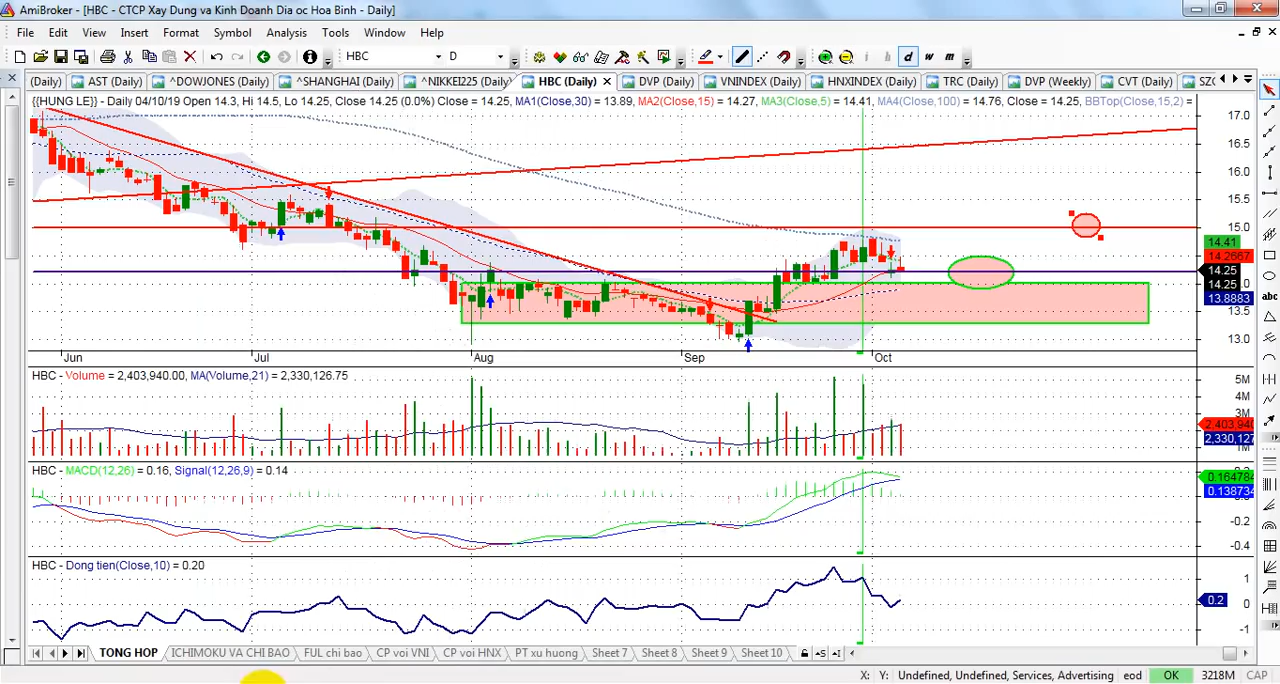 AmiBroker - [HBC - CTCP Xay Dung va Kinh Doanh Dia oc Hoa Binh - Daily]
File Edit View Insert Format Symbol Analysis Tools Window Help
HBC D d w m
(Daily) AST (Daily) ^DOWJONES (Daily) ^SHANGHAI (Daily) ^NIKKEI225 (Daily) HBC (Daily) DVP (Daily) VNINDEX (Daily) HNXINDEX (Daily) TRC (Daily) DVP (Weekly) CVT (Daily)
{{HUNG LE}} - Daily 04/10/19 Open 14.3, Hi 14.5, Lo 14.25, Close 14.25 (0.0%) Close = 14.25, MA1(Close,30) = 13.89, MA2(Close,15) = 14.27, MA3(Close,5) = 14.41, MA4(Close,100) = 14.76, Close = 14.25, BBTop(Close,15,2) =
17.0
16.5
16.0
15.5
15.0
14.41
14.2667
14.25
14.25
13.8883
13.5
13.0
Jun Jul Aug Sep Oct
HBC - Volume = 2,403,940.00, MA(Volume,21) = 2,330,126.75
5M
4M
3M
2,403,940
2,330,127
HBC - MACD(12,26) = 0.16, Signal(12,26,9) = 0.14
0.164784
0.138734
-0.2
-0.4
HBC - Dong tien(Close,10) = 0.20
1
0.2
0
-1
TONG HOP ICHIMOKU VA CHI BAO FUL chi bao CP voi VNI CP voi HNX PT xu huong Sheet 7 Sheet 8 Sheet 9 Sheet 10
X: Y: Undefined, Undefined, Services, Advertising eod OK 3218M CAP